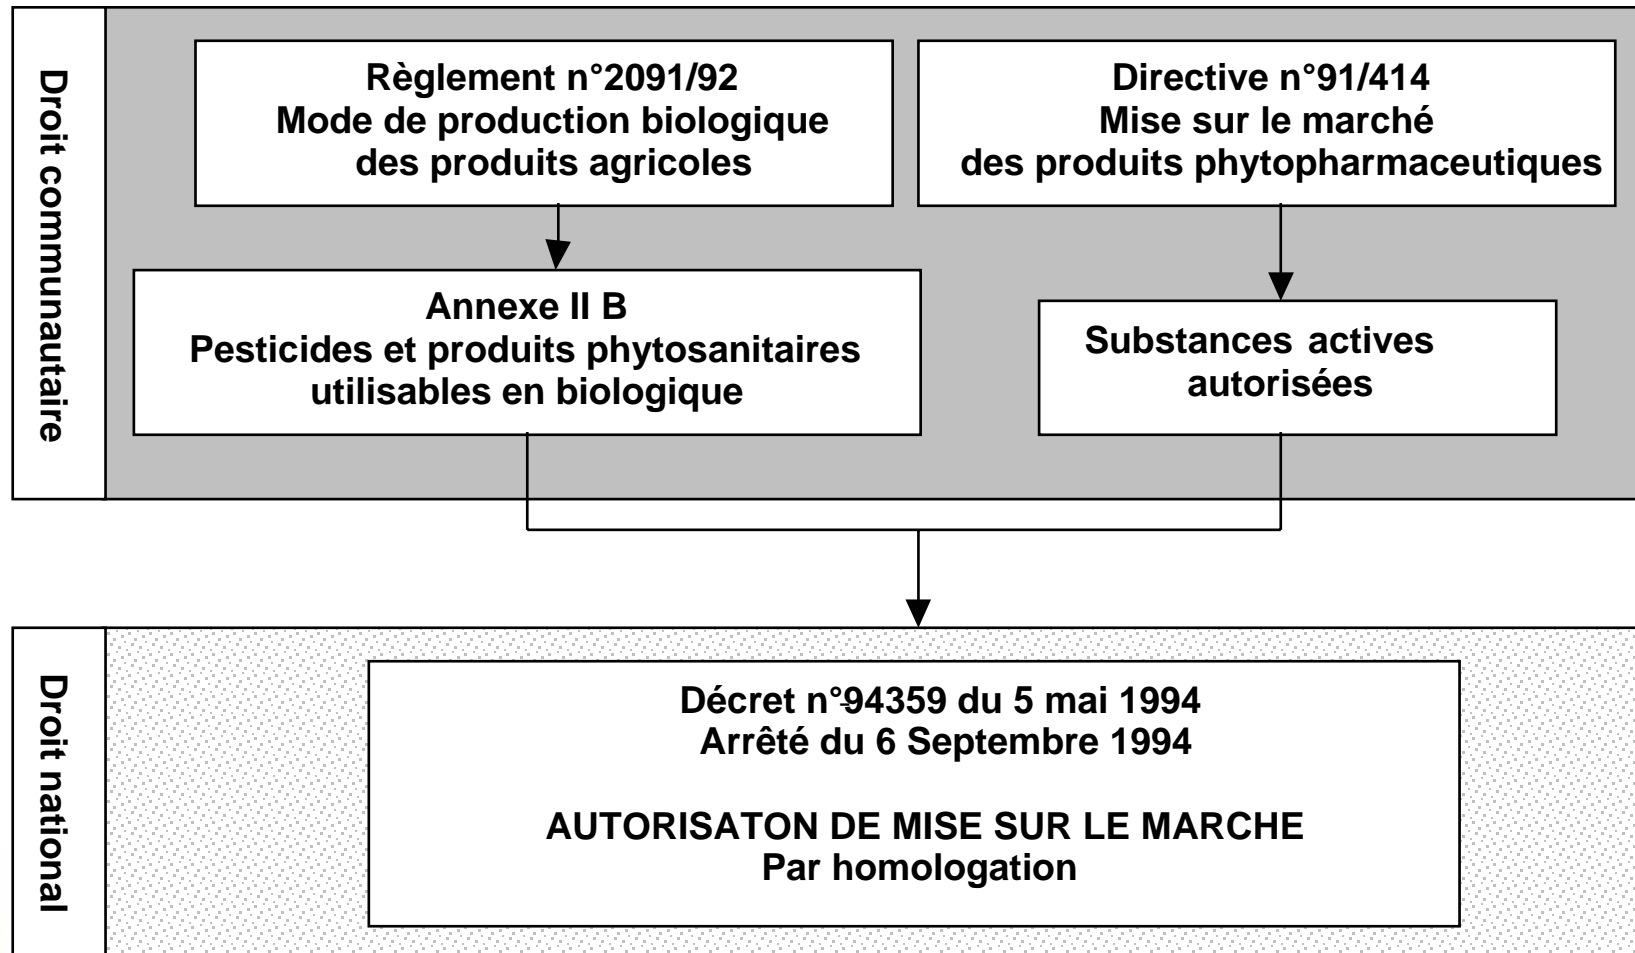 Droit communautaire
Règlement n°2091/92
Mode de production biologique
des produits agricoles
Directive n°91/414
Mise sur le marché
des produits phytopharmaceutiques
Annexe II B
Pesticides et produits phytosanitaires
utilisables en biologique
Substances actives
autorisées
Droit national
Décret n°-94359 du 5 mai 1994
Arrêté du 6 Septembre 1994
AUTORISATON DE MISE SUR LE MARCHE
Par homologation